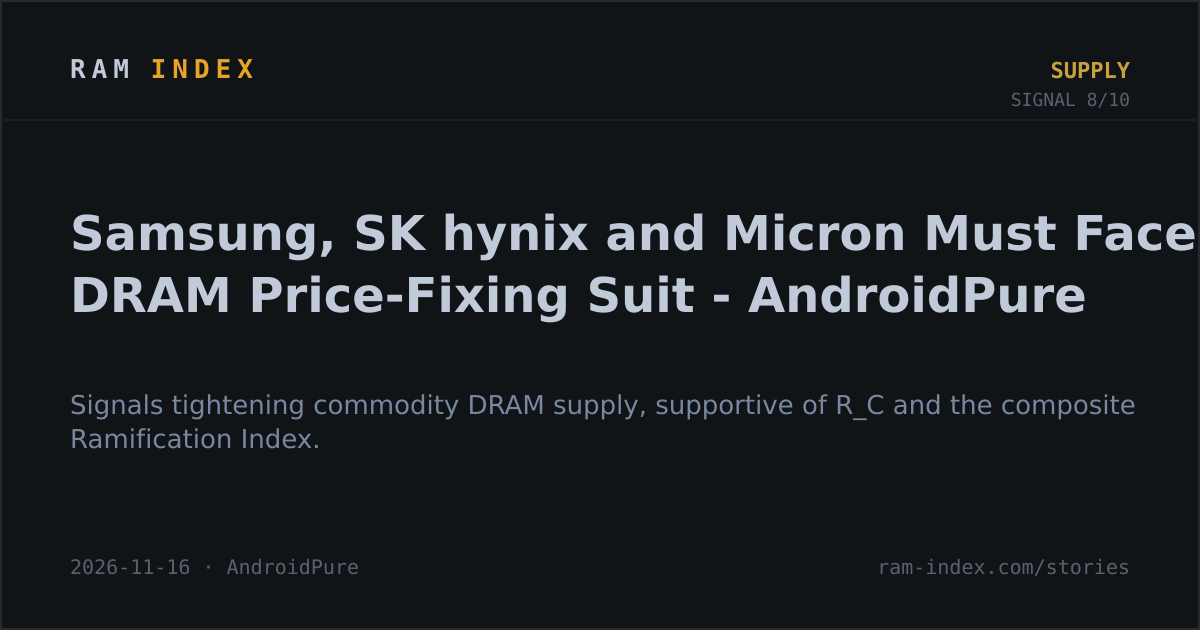 RAM INDEX
SUPPLY
SIGNAL 8/10
Samsung, SK hynix and Micron Must Face
DRAM Price-Fixing Suit - AndroidPure
Signals tightening commodity DRAM supply, supportive of R_C and the composite
Ramification Index.
2026-11-16 · AndroidPure
ram-index.com/stories